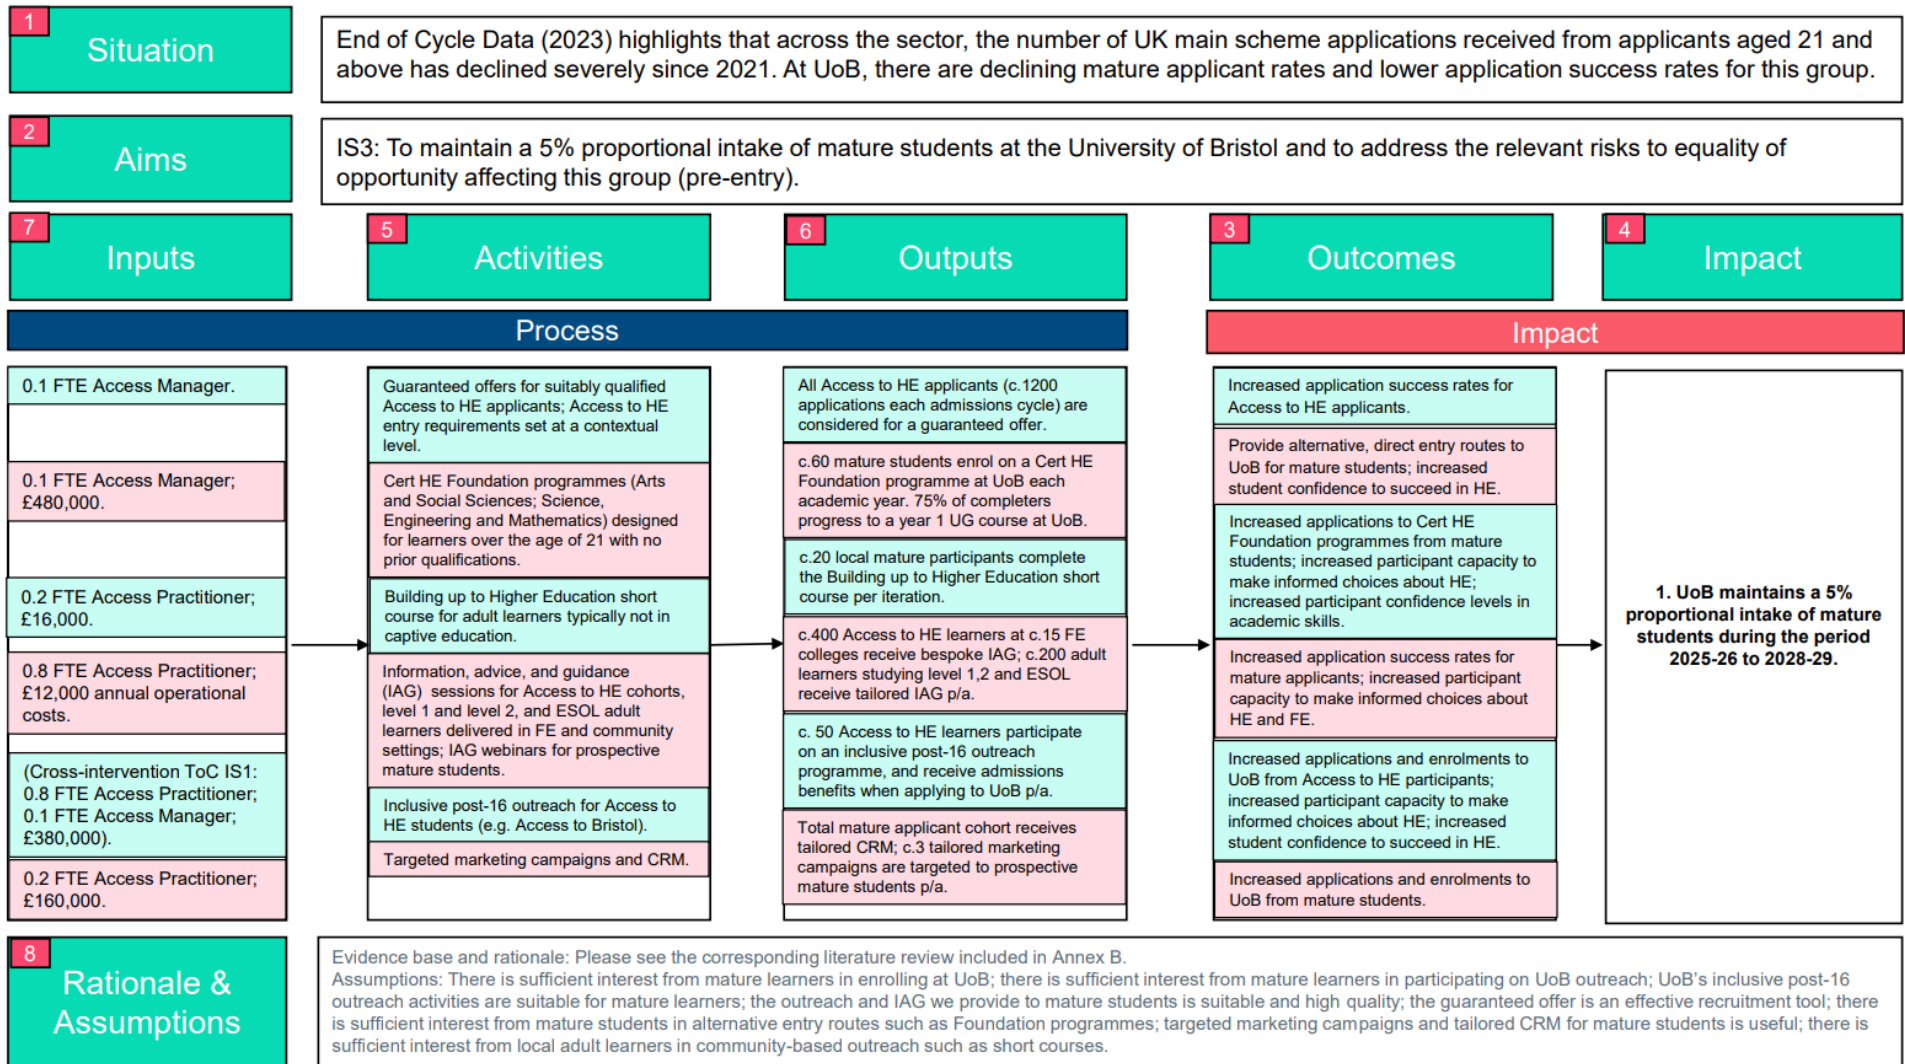 1
Situation
End of Cycle Data (2023) highlights that across the sector, the number of UK main scheme applications received from applicants aged 21 and
above has declined severely since 2021. At UoB, there are declining mature applicant rates and lower application success rates for this group.
2
Aims
IS3: To maintain a 5% proportional intake of mature students at the University of Bristol and to address the relevant risks to equality of
opportunity affecting this group (pre-entry).
7
Inputs
5
Activities
6
Outputs
3
Outcomes
4
Impact
Process
Impact
0.1 FTE Access Manager.
0.1 FTE Access Manager;
£480,000.
0.2 FTE Access Practitioner;
£16,000.
0.8 FTE Access Practitioner;
£12,000 annual operational
costs.
(Cross-intervention ToC IS1:
0.8 FTE Access Practitioner;
0.1 FTE Access Manager;
£380,000).
0.2 FTE Access Practitioner;
£160,000.
Guaranteed offers for suitably qualified
Access to HE applicants; Access to HE
entry requirements set at a contextual
level.
Cert HE Foundation programmes (Arts
and Social Sciences; Science,
Engineering and Mathematics) designed
for learners over the age of 21 with no
prior qualifications.
Building up to Higher Education short
course for adult learners typically not in
captive education.
Information, advice, and guidance
(IAG)  sessions for Access to HE cohorts,
level 1 and level 2, and ESOL adult
learners delivered in FE and community
settings; IAG webinars for prospective
mature students.
Inclusive post-16 outreach for Access to
HE students (e.g. Access to Bristol).
Targeted marketing campaigns and CRM.
All Access to HE applicants (c.1200
applications each admissions cycle) are
considered for a guaranteed offer.
c.60 mature students enrol on a Cert HE
Foundation programme at UoB each
academic year. 75% of completers
progress to a year 1 UG course at UoB.
c.20 local mature participants complete
the Building up to Higher Education short
course per iteration.
c.400 Access to HE learners at c.15 FE
colleges receive bespoke IAG; c.200 adult
learners studying level 1,2 and ESOL
receive tailored IAG p/a.
c. 50 Access to HE learners participate
on an inclusive post-16 outreach
programme, and receive admissions
benefits when applying to UoB p/a.
Total mature applicant cohort receives
tailored CRM; c.3 tailored marketing
campaigns are targeted to prospective
mature students p/a.
Increased application success rates for
Access to HE applicants.
Provide alternative, direct entry routes to
UoB for mature students; increased
student confidence to succeed in HE.
Increased applications to Cert HE
Foundation programmes from mature
students; increased participant capacity to
make informed choices about HE;
increased participant confidence levels in
academic skills.
Increased application success rates for
mature applicants; increased participant
capacity to make informed choices about
HE and FE.
Increased applications and enrolments to
UoB from Access to HE participants;
increased participant capacity to make
informed choices about HE; increased
student confidence to succeed in HE.
Increased applications and enrolments to
UoB from mature students.
1. UoB maintains a 5%
proportional intake of mature
students during the period
2025-26 to 2028-29.
8
Rationale &
Assumptions
Evidence base and rationale: Please see the corresponding literature review included in Annex B.
Assumptions: There is sufficient interest from mature learners in enrolling at UoB; there is sufficient interest from mature learners in participating on UoB outreach; UoB's inclusive post-16
outreach activities are suitable for mature learners; the outreach and IAG we provide to mature students is suitable and high quality; the guaranteed offer is an effective recruitment tool; there
is sufficient interest from mature students in alternative entry routes such as Foundation programmes; targeted marketing campaigns and tailored CRM for mature students is useful; there is
sufficient interest from local adult learners in community-based outreach such as short courses.